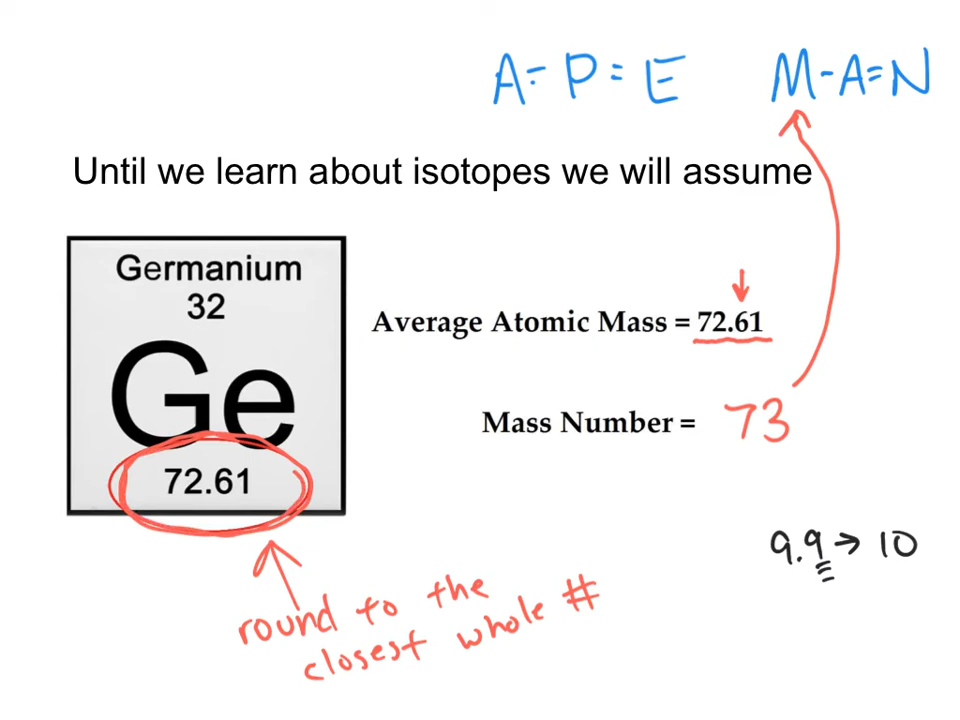 A = P = E M-A=N
Until we learn about isotopes we will assume
Germanium
32
Ge
72.61
Average Atomic Mass = 72.61
Mass Number = 73
9.9 → 10
round to the
closest whole #